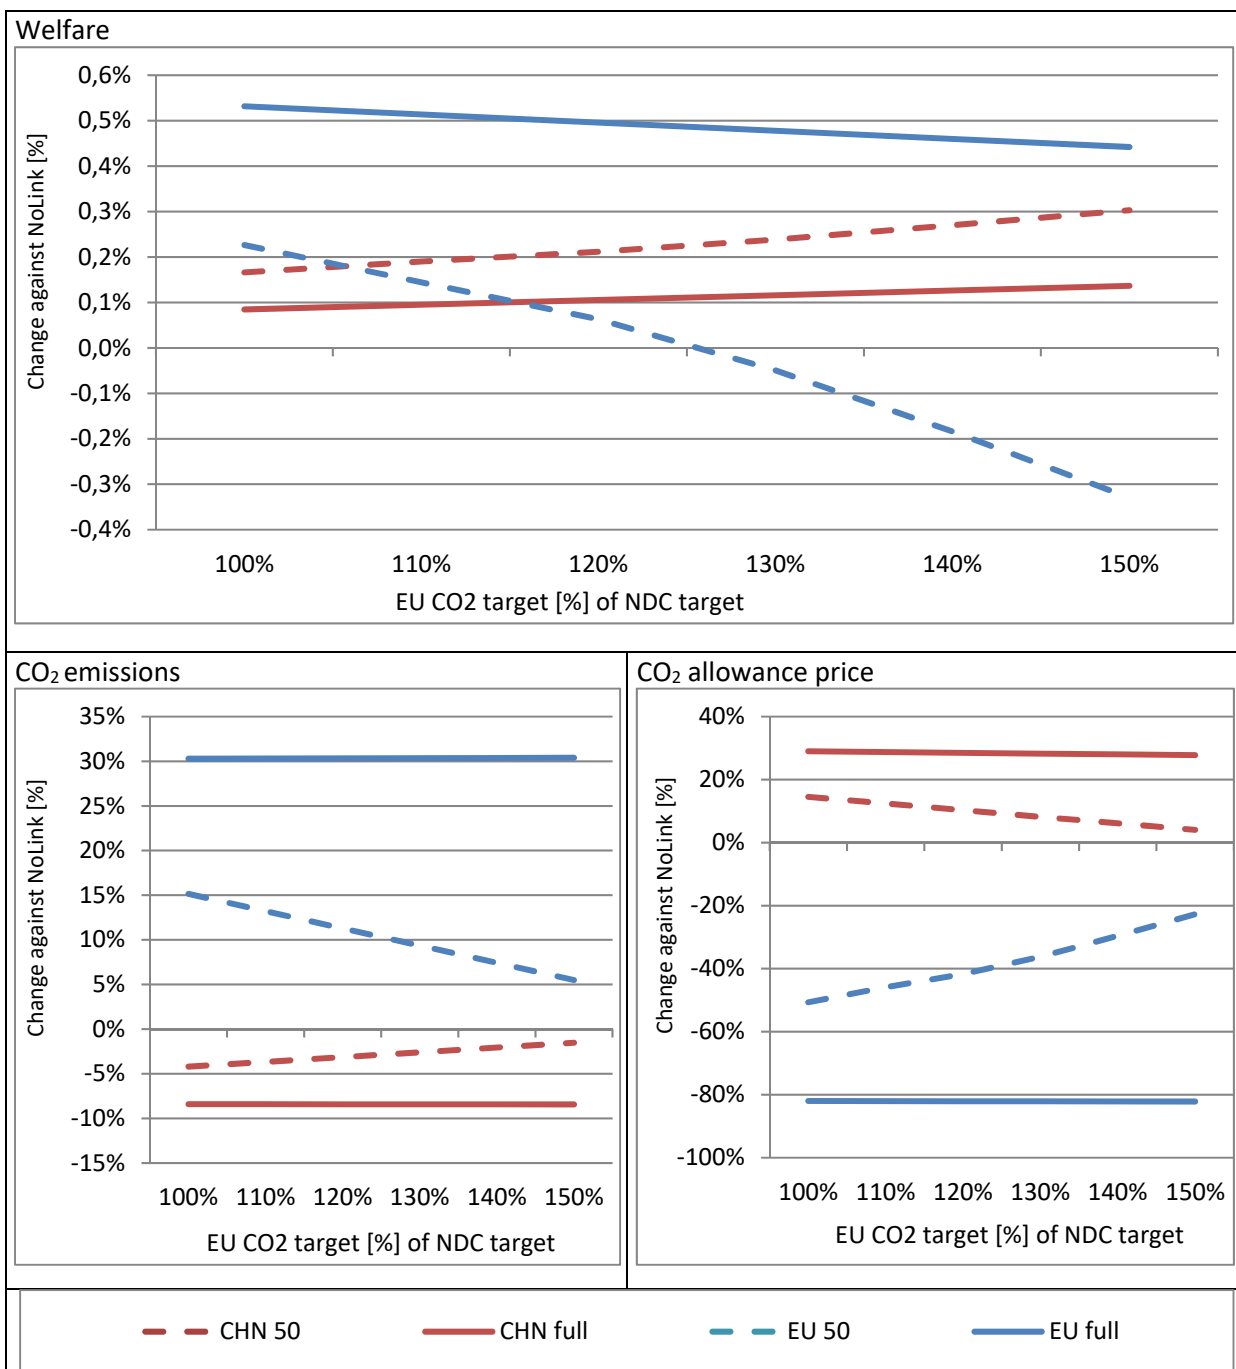 Welfare
Change against NoLink [%]
0,6%
0,5%
0,4%
0,3%
0,2%
0,1%
0,0%
-0,1%
-0,2%
-0,3%
-0,4%
100% 110% 120% 130% 140% 150%
EU CO2 target [%] of NDC target
CO₂ emissions
Change against NoLink [%]
35%
30%
25%
20%
15%
10%
5%
0%
-5%
-10%
-15%
100% 110% 120% 130% 140% 150%
EU CO2 target [%] of NDC target
CO₂ allowance price
Change against NoLink [%]
40%
20%
0%
-20%
-40%
-60%
-80%
-100%
100% 110% 120% 130% 140% 150%
EU CO2 target [%] of NDC target
CHN 50 CHN full EU 50 EU full